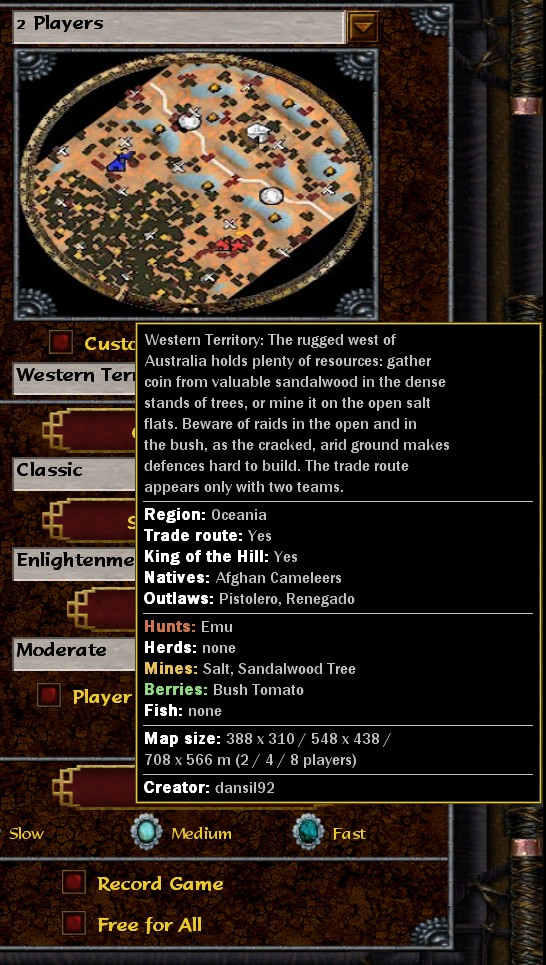 2 Players
Custo
Western Terr
Western Territory: The rugged west of
Australia holds plenty of resources: gather
coin from valuable sandalwood in the dense
stands of trees, or mine it on the open salt
flats. Beware of raids in the open and in
the bush, as the cracked, arid ground makes
defences hard to build. The trade route
appears only with two teams.
Region: Oceania
Trade route: Yes
King of the Hill: Yes
Natives: Afghan Cameleers
Outlaws: Pistolero, Renegado
Hunts: Emu
Herds: none
Mines: Salt, Sandalwood Tree
Berries: Bush Tomato
Fish: none
Map size: 388 x 310 / 548 x 438 /
708 x 566 m (2 / 4 / 8 players)
Creator: dansil92
Classic
S
Enlightenme
Moderate
Player
Slow Medium Fast
Record Game
Free for All